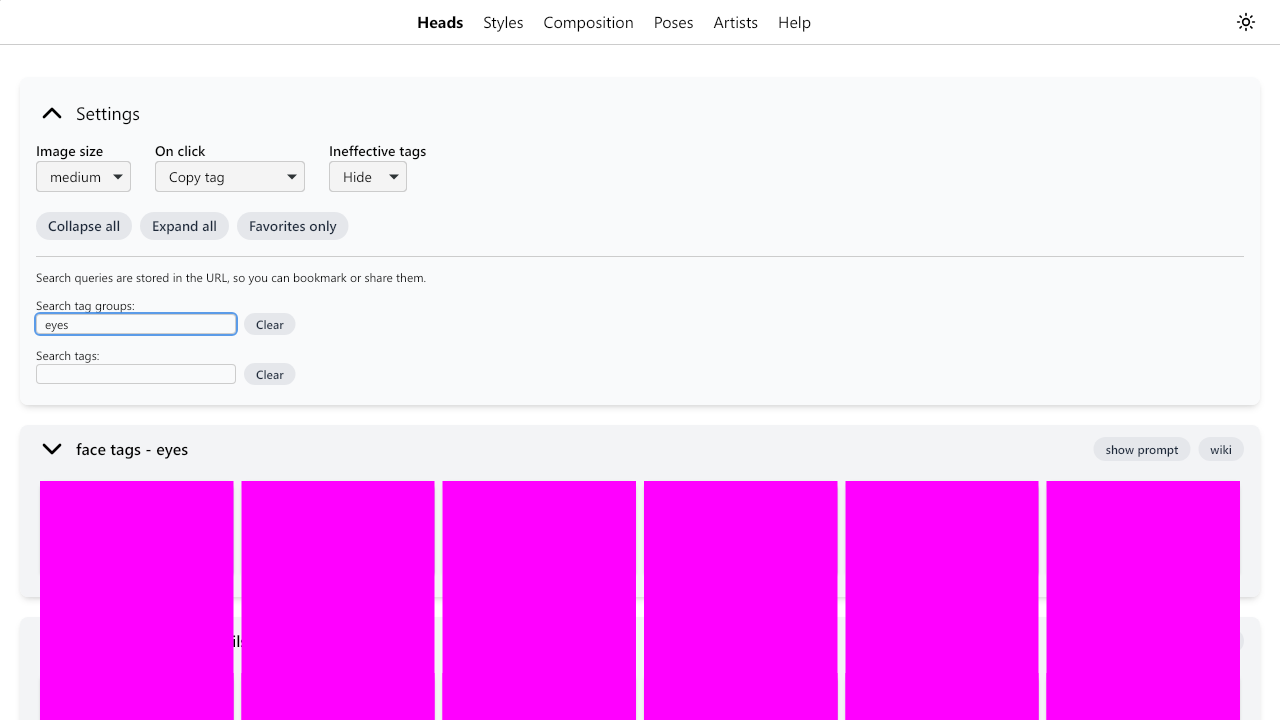 Heads Styles Composition Poses Artists Help
Settings
Image size On click Ineffective tags
medium Copy tag Hide
Collapse all Expand all Favorites only
Search queries are stored in the URL, so you can bookmark or share them.
Search tag groups:
eyes Clear
Search tags:
Clear
face tags - eyes show prompt wiki